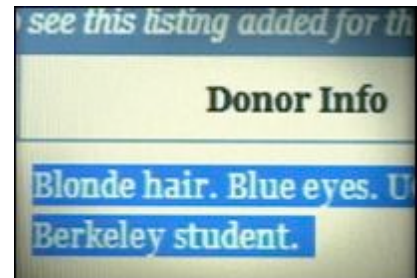 see this listing added for
Donor Info
Blonde hair. Blue eyes.
Berkeley student.